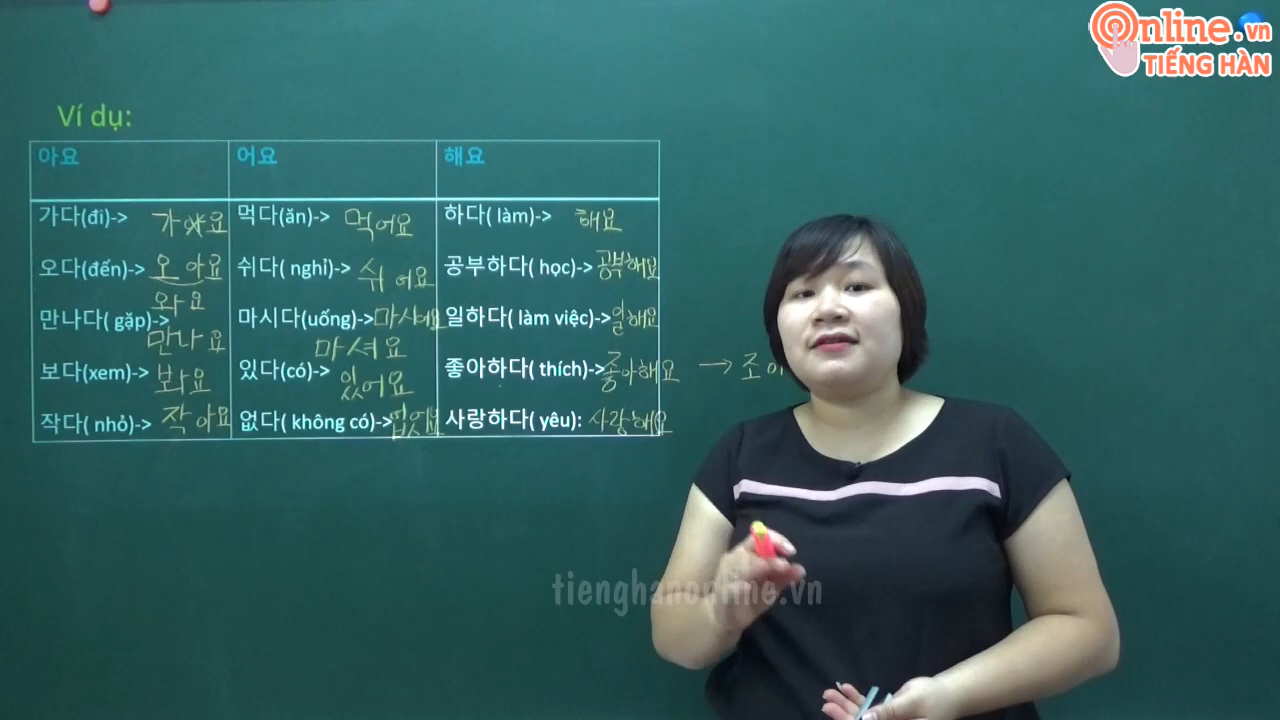 Online.vn
TIẾNG HÀN
Ví dụ:
아요 어요 해요
가다(đi)-> 가아요 먹다(ăn)-> 먹어요 하다( làm)-> 해요
오다(đến)-> 오 아요 쉬다( nghỉ)-> 쉬 어요 공부하다( học)-> 공부해요
와요
만나다( gặp)-> 마시다(uống)-> 마시어요 일하다( làm việc)-> 일해요
만나요 마셔요
보다(xem)-> 봐요 있다(có)-> 있어요 좋아하다( thích)-> 좋아해요 → 조아
작다( nhỏ)-> 작아요 없다( không có)-> 없어요 사랑하다( yêu): 사랑해요
tienghanonline.vn